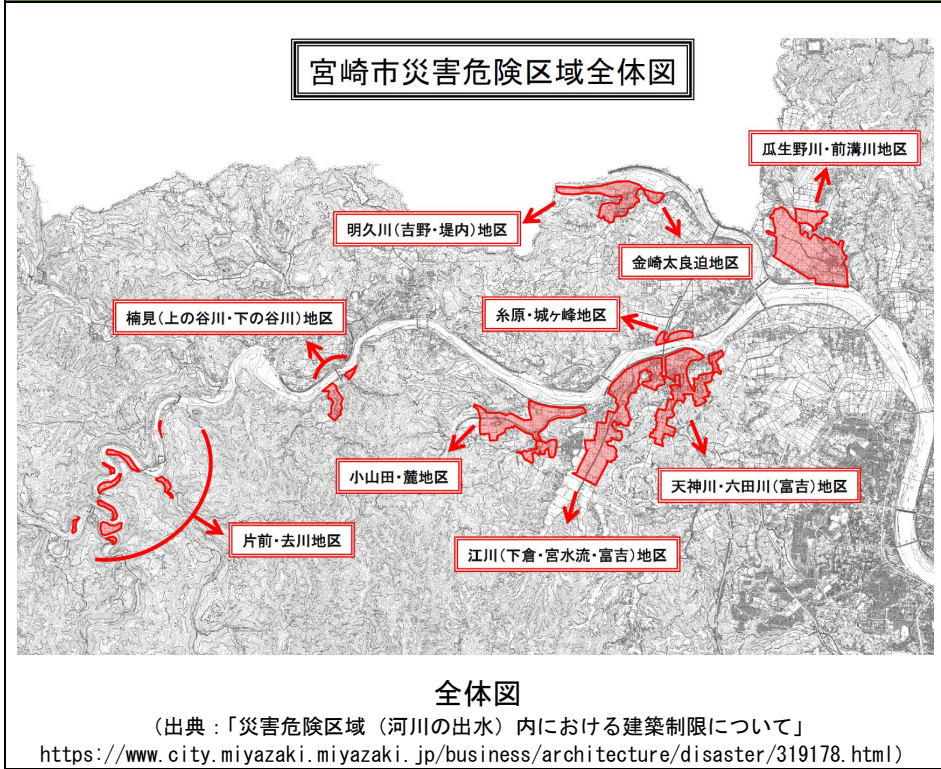 宮崎市災害危険区域全体図
瓜生野川・前溝川地区
明久川(吉野・堤内)地区
金崎太良迫地区
楠見(上の谷川・下の谷川)地区
糸原・城ヶ峰地区
小山田・麓地区
天神川・六田川(富吉)地区
片前・去川地区
江川(下倉・宮水流・富吉)地区
全体図
(出典:「災害危険区域(河川の出水)内における建築制限について」
https://www.city.miyazaki.miyazaki.jp/business/architecture/disaster/319178.html)